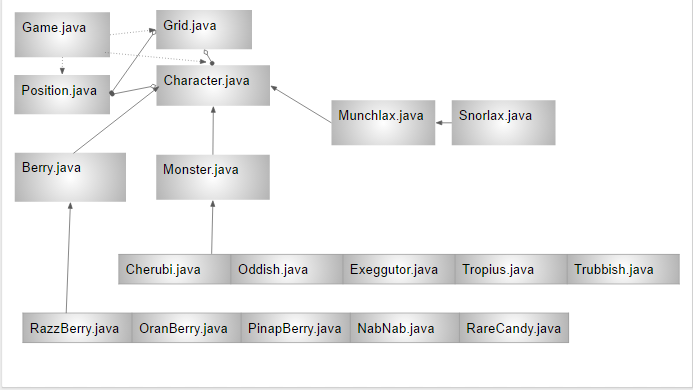 Game.java
Grid.java
Position.java
Character.java
Munchlax.java
Snorlax.java
Berry.java
Monster.java
Cherubi.java
Oddish.java
Exeggutor.java
Tropius.java
Trubbish.java
RazzBerry.java
OranBerry.java
PinapBerry.java
NabNab.java
RareCandy.java